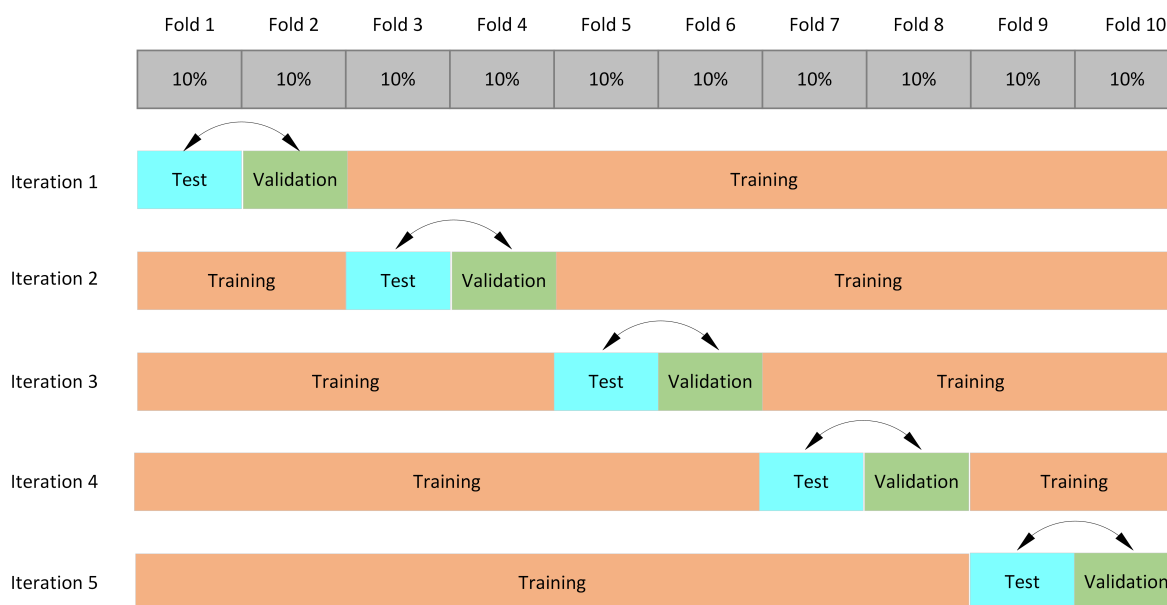 Fold 1 Fold 2 Fold 3 Fold 4 Fold 5 Fold 6 Fold 7 Fold 8 Fold 9 Fold 10
10% 10% 10% 10% 10% 10% 10% 10% 10% 10%
Iteration 1 Test Validation Training
Iteration 2 Training Test Validation Training
Iteration 3 Training Test Validation Training
Iteration 4 Training Test Validation Training
Iteration 5 Training Test Validation